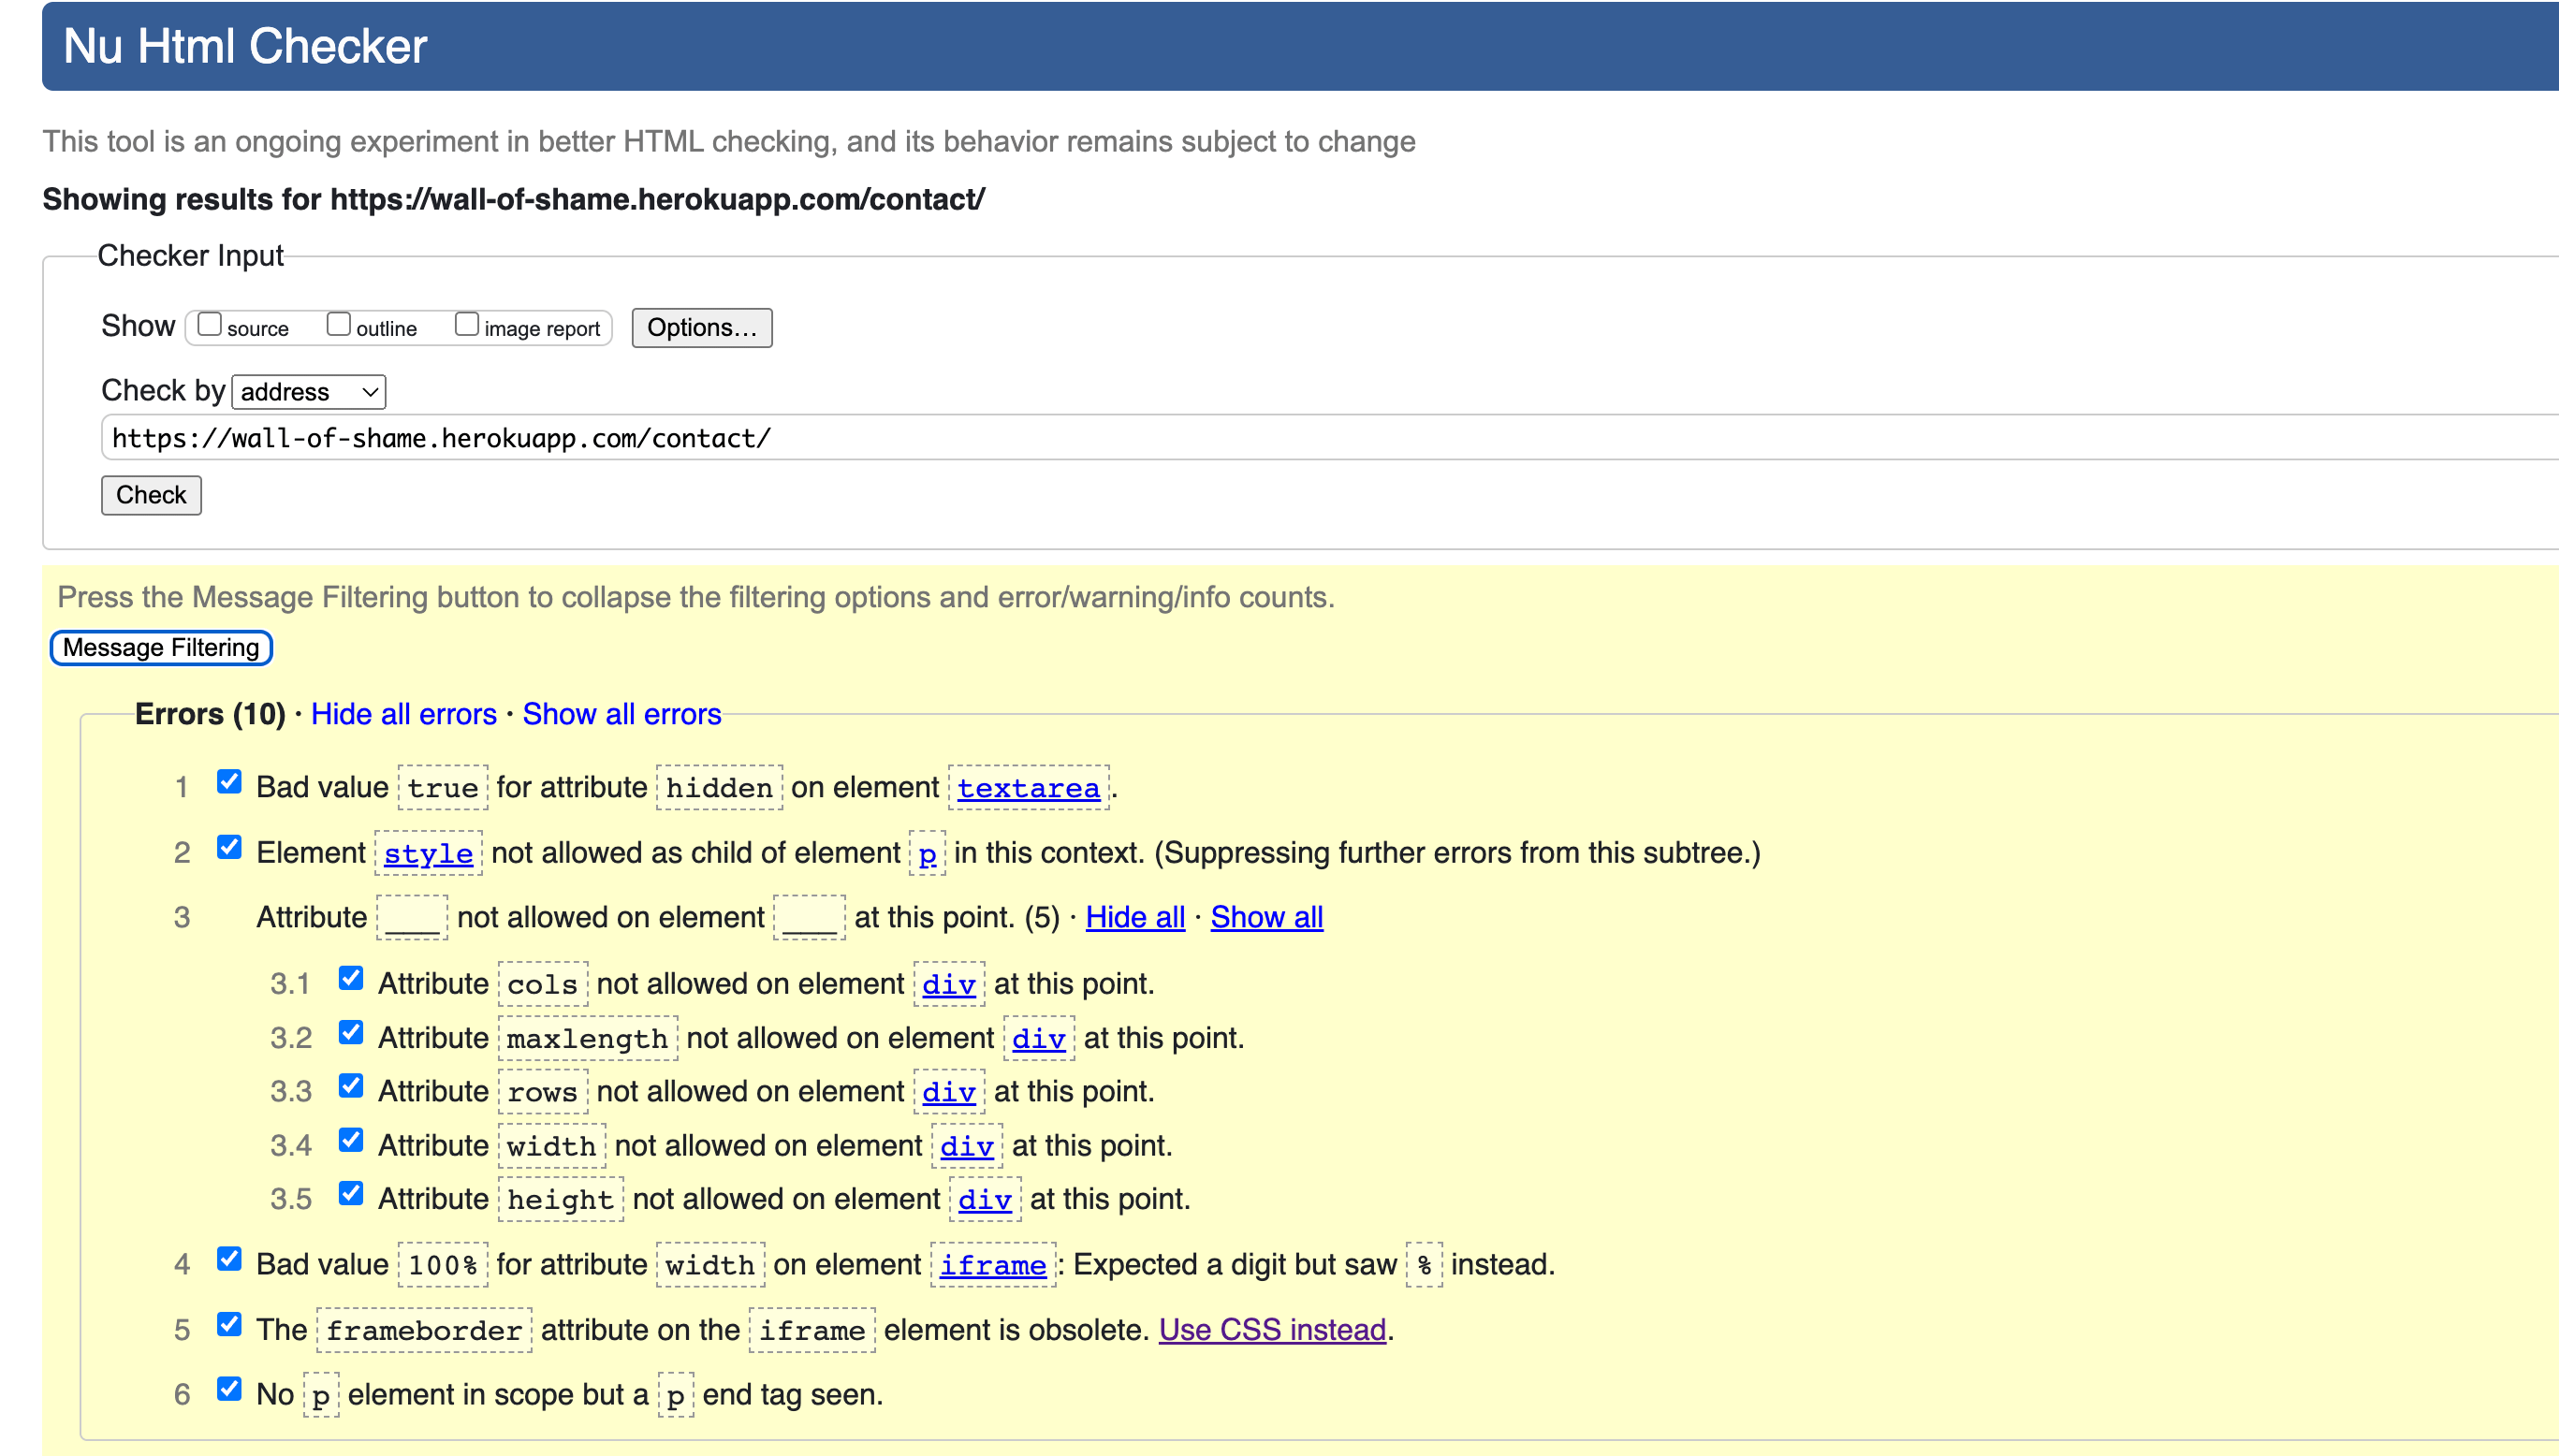 Nu Html Checker
This tool is an ongoing experiment in better HTML checking, and its behavior remains subject to change
Showing results for https://wall-of-shame.herokuapp.com/contact/
Checker Input
Show source outline image report Options...
Check by address
https://wall-of-shame.herokuapp.com/contact/
Check
Press the Message Filtering button to collapse the filtering options and error/warning/info counts.
Message Filtering
Errors (10) · Hide all errors · Show all errors
1 Bad value true for attribute hidden on element textarea.
2 Element style not allowed as child of element p in this context. (Suppressing further errors from this subtree.)
3 Attribute ___ not allowed on element ___ at this point. (5) · Hide all · Show all
3.1 Attribute cols not allowed on element div at this point.
3.2 Attribute maxlength not allowed on element div at this point.
3.3 Attribute rows not allowed on element div at this point.
3.4 Attribute width not allowed on element div at this point.
3.5 Attribute height not allowed on element div at this point.
4 Bad value 100% for attribute width on element iframe: Expected a digit but saw % instead.
5 The frameborder attribute on the iframe element is obsolete. Use CSS instead.
6 No p element in scope but a p end tag seen.